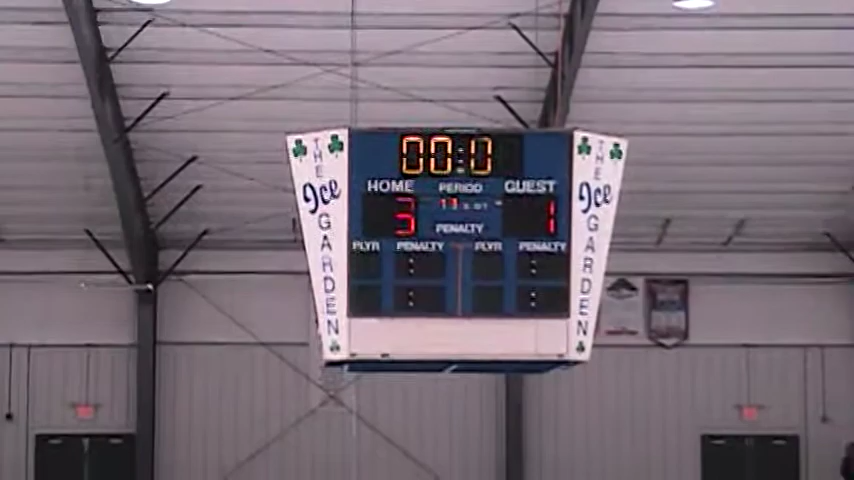 00:0
HOME PERIOD GUEST
3 1
PENALTY
PLYR PENALTY PLYR PENALTY
: :
: :
THE Ice GARDEN
THE Ice GARDEN